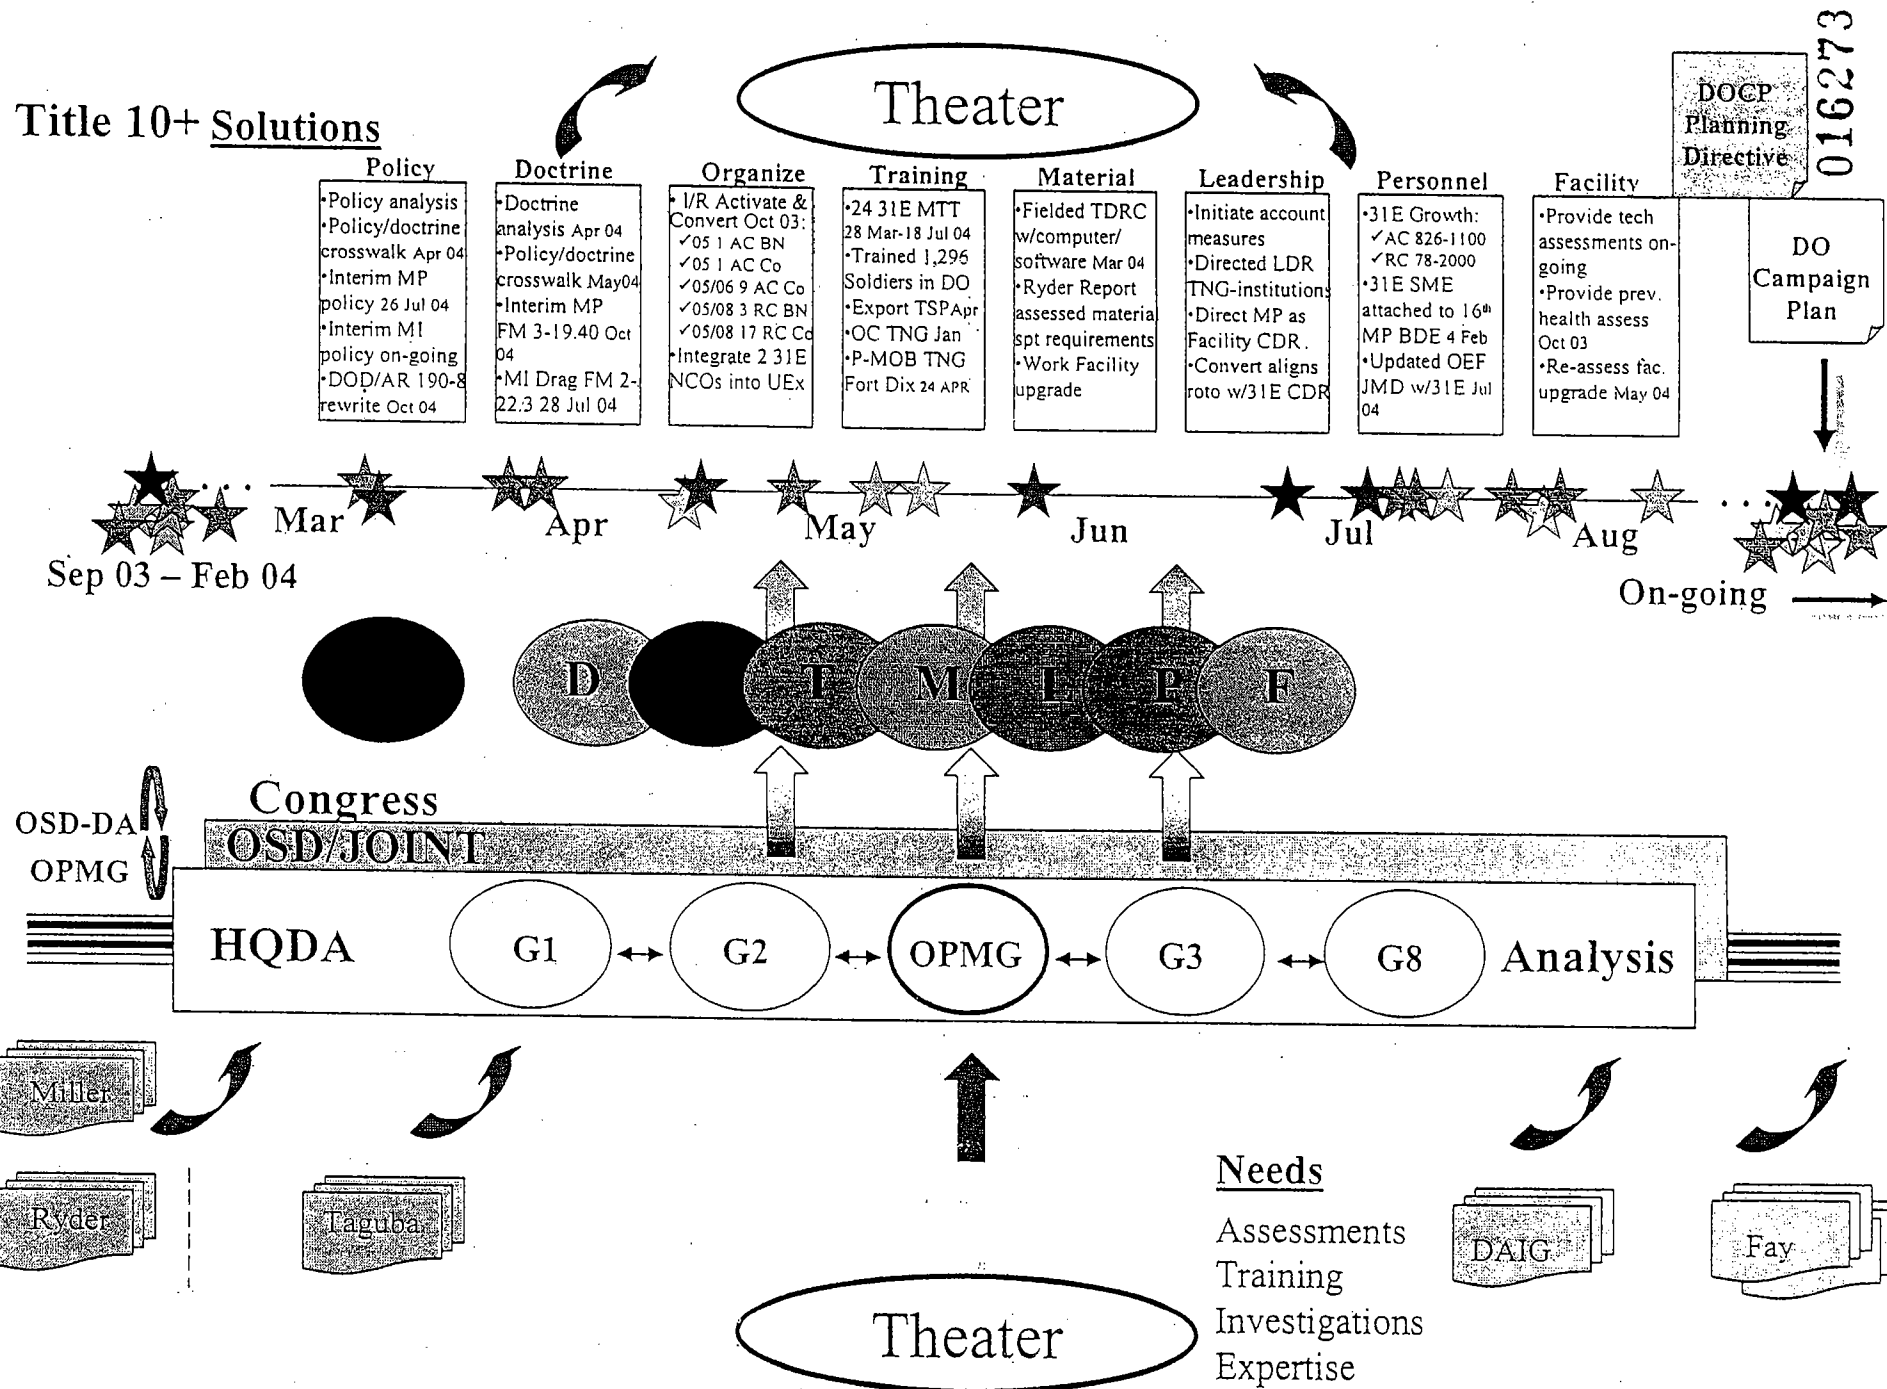 016273
Theater
DOCP
Planning
Directive
Title 10+ Solutions
Policy
•Policy analysis
•Policy/doctrine
crosswalk Apr 04
•Interim MP
policy 26 Jul 04
•Interim MI
policy on-going
•DOD/AR 190-8
rewrite Oct 04
Doctrine
•Doctrine
analysis Apr 04
•Policy/doctrine
crosswalk May04
•Interim MP
FM 3-19.40 Oct
04
•MI Drag FM 2-
22.3 28 Jul 04
Organize
• I/R Activate &
Convert Oct 03:
✓05 1 AC BN
✓05 1 AC Co
✓05/06 9 AC Co
✓05/08 3 RC BN
✓05/08 17 RC Co
•Integrate 2 31E
NCOs into UEx
Training
•24 31E MTT
28 Mar-18 Jul 04
•Trained 1,296
Soldiers in DO
•Export TSPApr
•OC TNG Jan
•P-MOB TNG
Fort Dix 24 APR
Material
•Fielded TDRC
w/computer/
software Mar 04
•Ryder Report
assessed materia
spt requirements
•Work Facility
upgrade
Leadership
•Initiate account
measures
•Directed LDR
TNG-institutions
•Direct MP as
Facility CDR.
•Convert aligns
roto w/31E CDR
Personnel
•31E Growth:
✓AC 826-1100
✓RC 78-2000
•31E SME
attached to 16th
MP BDE 4 Feb
•Updated OEF
JMD w/31E Jul
04
Facility
•Provide tech
assessments on-
going
•Provide prev.
health assess
Oct 03
•Re-assess fac.
upgrade May 04
DO
Campaign
Plan
Sep 03 – Feb 04
... Mar Apr May Jun Jul Aug ...
On-going
D T M L P F
Congress
OSD-DA
OPMG
OSD/JOINT
HQDA G1 G2 OPMG G3 G8 Analysis
Miller
Ryder
Taguba
Needs
Assessments
Training
Investigations
Expertise
DAIG
Fay
Theater